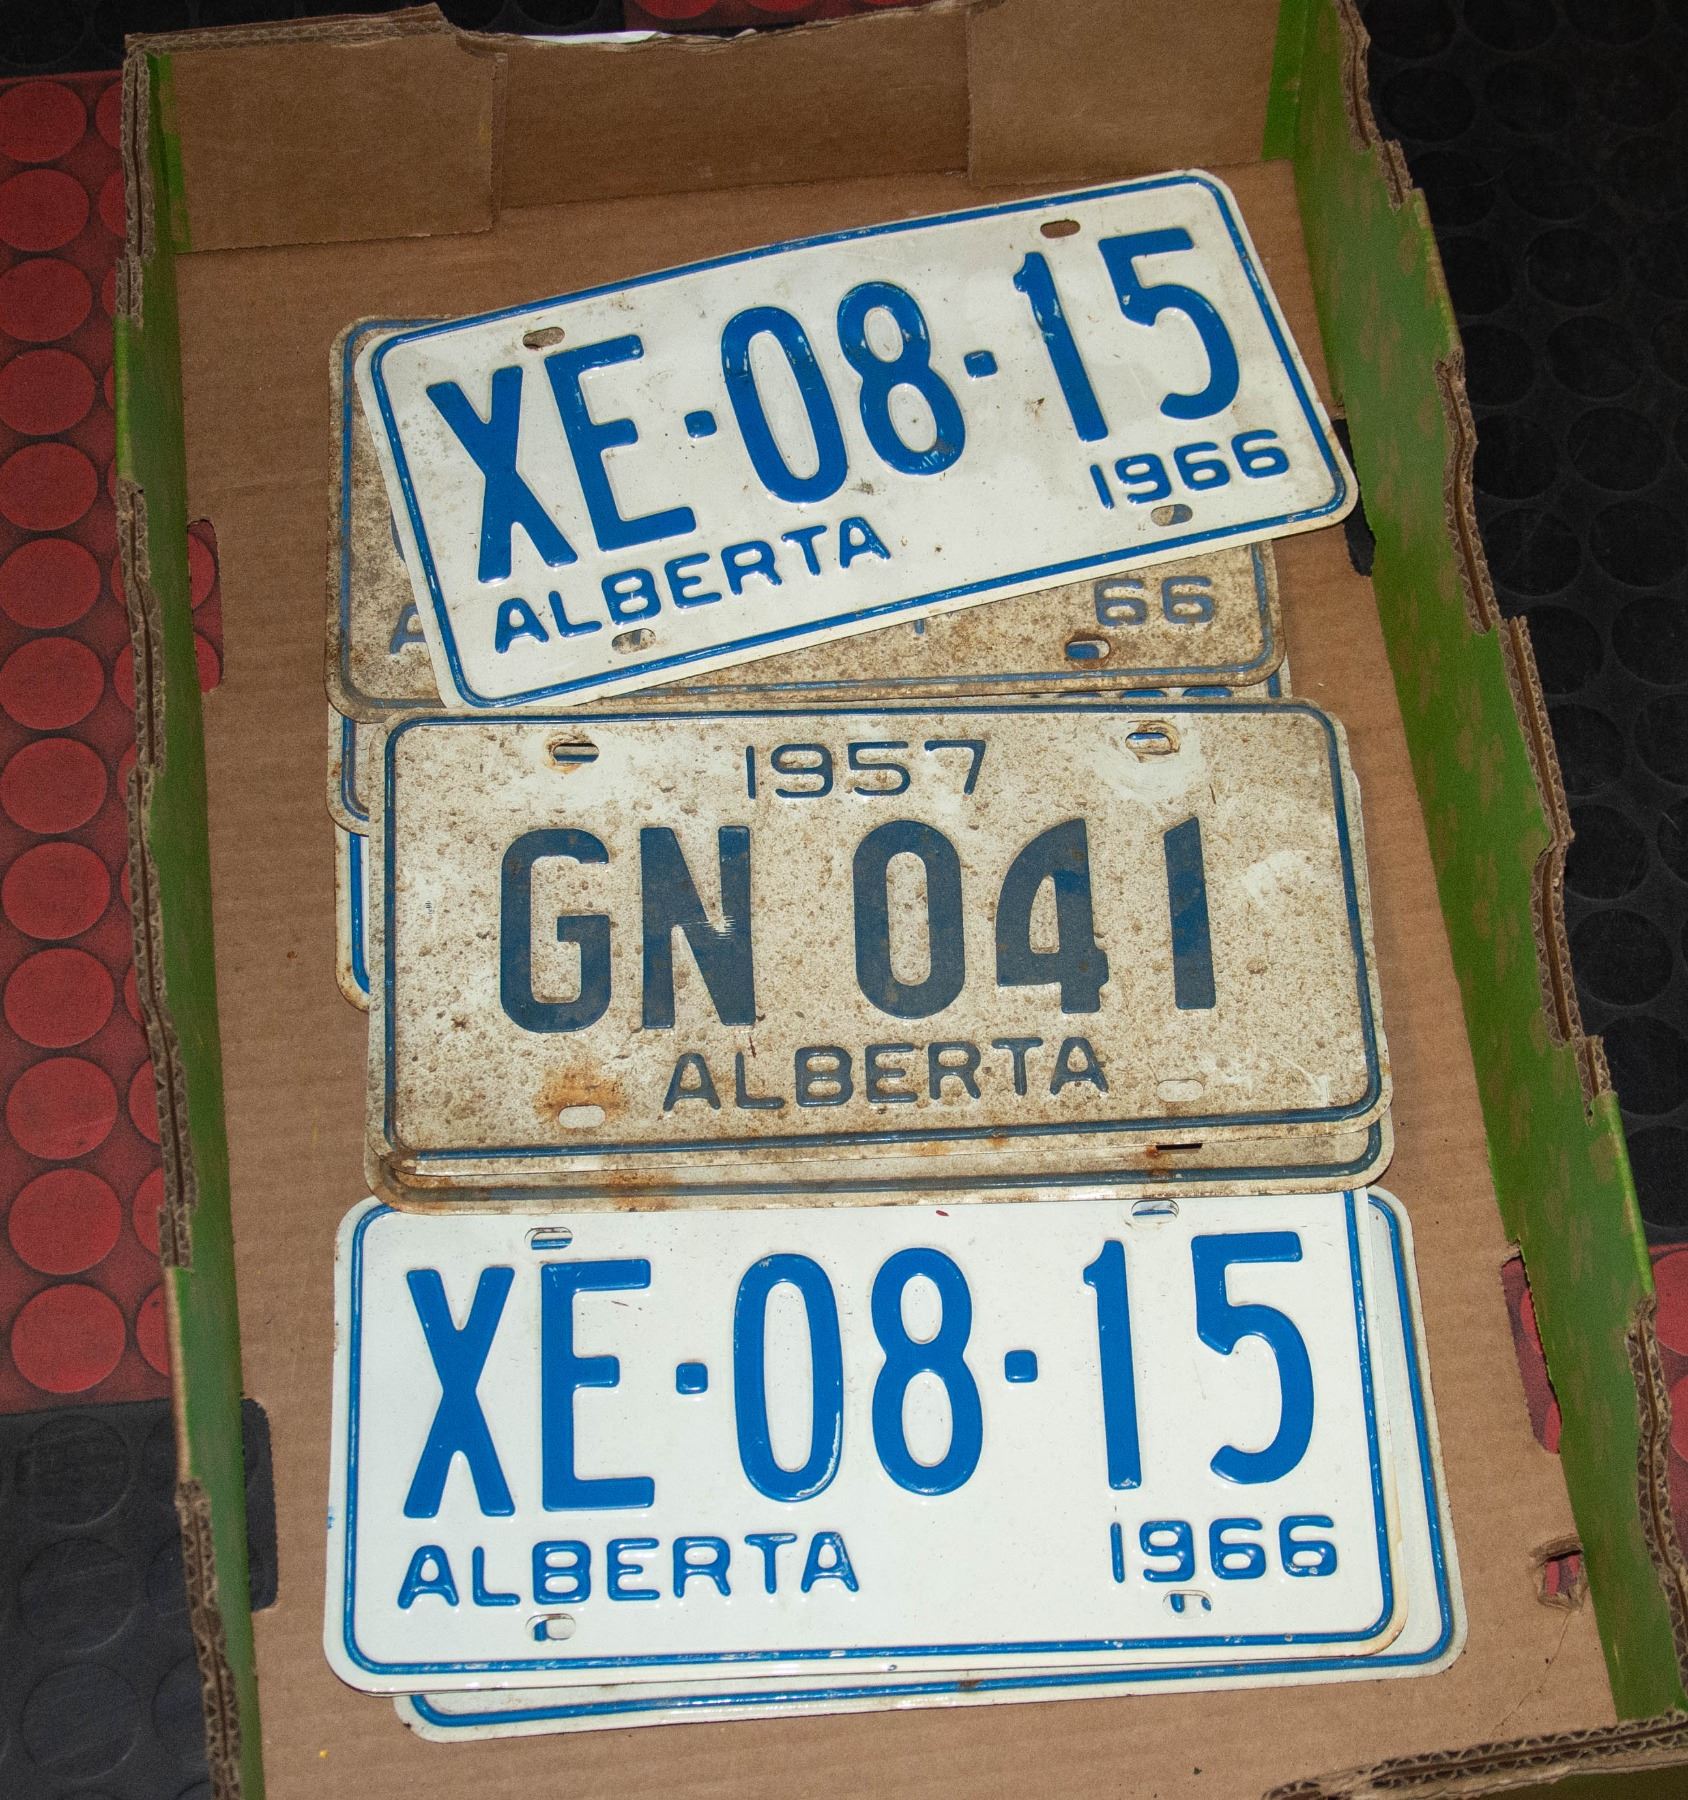 XE·08·15
ALBERTA 1966
66
1957
GN 041
ALBERTA
XE·08·15
ALBERTA 1966